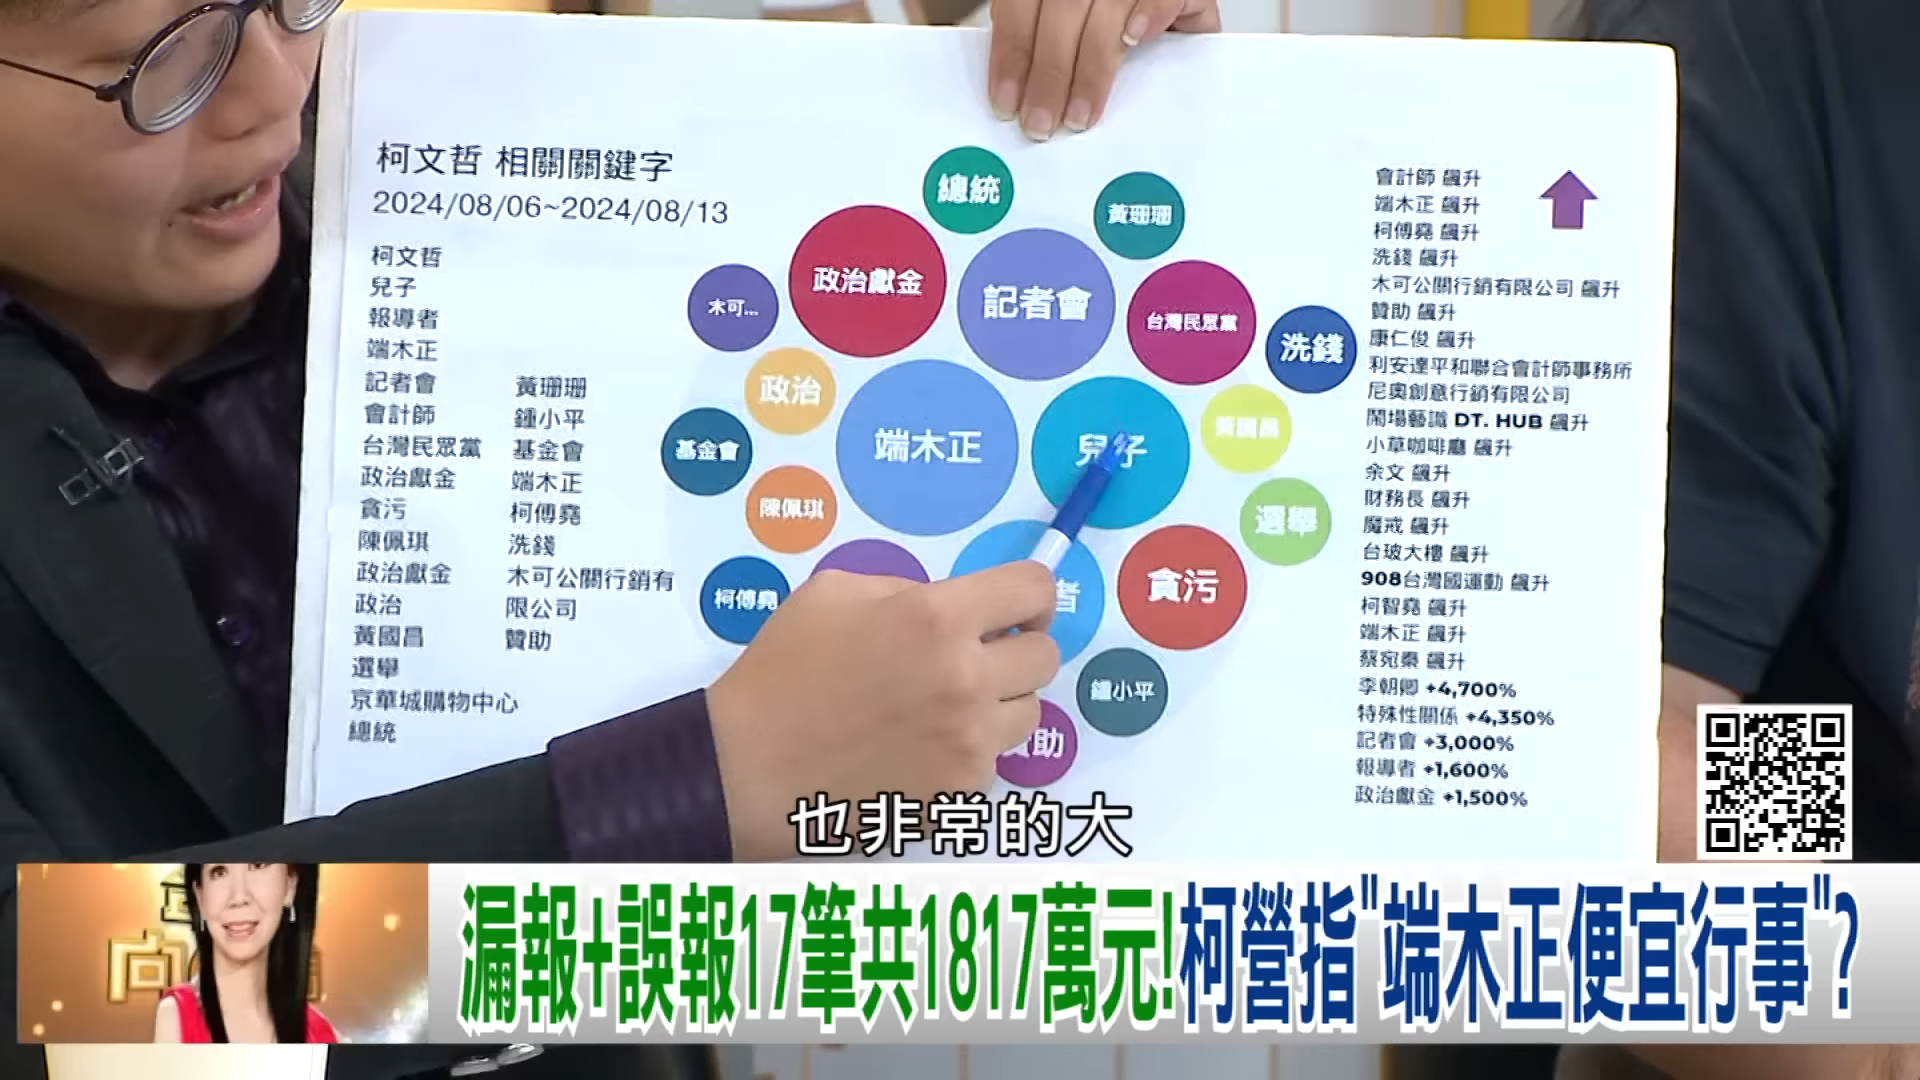 柯文哲 相關關鍵字
2024/08/06~2024/08/13
柯文哲
兒子
報導者
端木正
記者會
會計師
台灣民眾黨
政治獻金
貪污
陳佩琪
政治獻金
政治
黃國昌
選舉
京華城購物中心
總統
黃珊珊
鍾小平
基金會
端木正
柯傅堯
洗錢
木可公關行銷有
限公司
贊助
總統
黃珊珊
政治獻金
記者會
木可...
台灣民眾黨
洗錢
政治
黃國昌
端木正
兒子
基金會
選舉
陳佩琪
柯傅堯
者
貪污
鍾小平
贊助
會計師 飆升
端木正 飆升
柯傅堯 飆升
洗錢 飆升
木可公關行銷有限公司 飆升
贊助 飆升
康仁俊 飆升
利安達平和聯合會計師事務所
尼奧創意行銷有限公司
鬧場藝識 DT. HUB 飆升
小草咖啡廳 飆升
余文 飆升
財務長 飆升
魔戒 飆升
台玻大樓 飆升
908台灣國運動 飆升
柯智堯 飆升
端木正 飆升
蔡宛秦 飆升
李朝卿 +4,700%
特殊性關係 +4,350%
記者會 +3,000%
報導者 +1,600%
政治獻金 +1,500%
也非常的大
漏報+誤報17筆共1817萬元!柯營指"端木正便宜行事"?